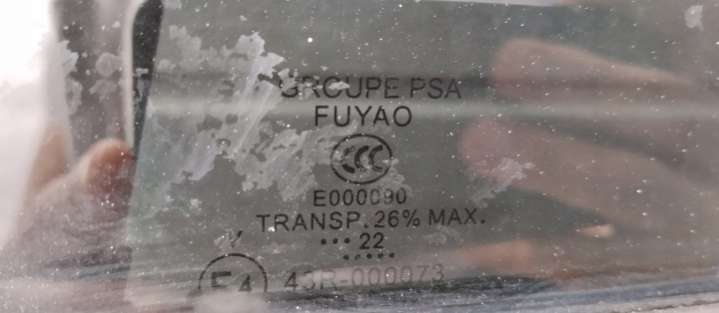 GROUPE PSA
FUYAO
CCC
E000090
TRANSP. 26% MAX.
••• 22
•••••
E4 43R-000073